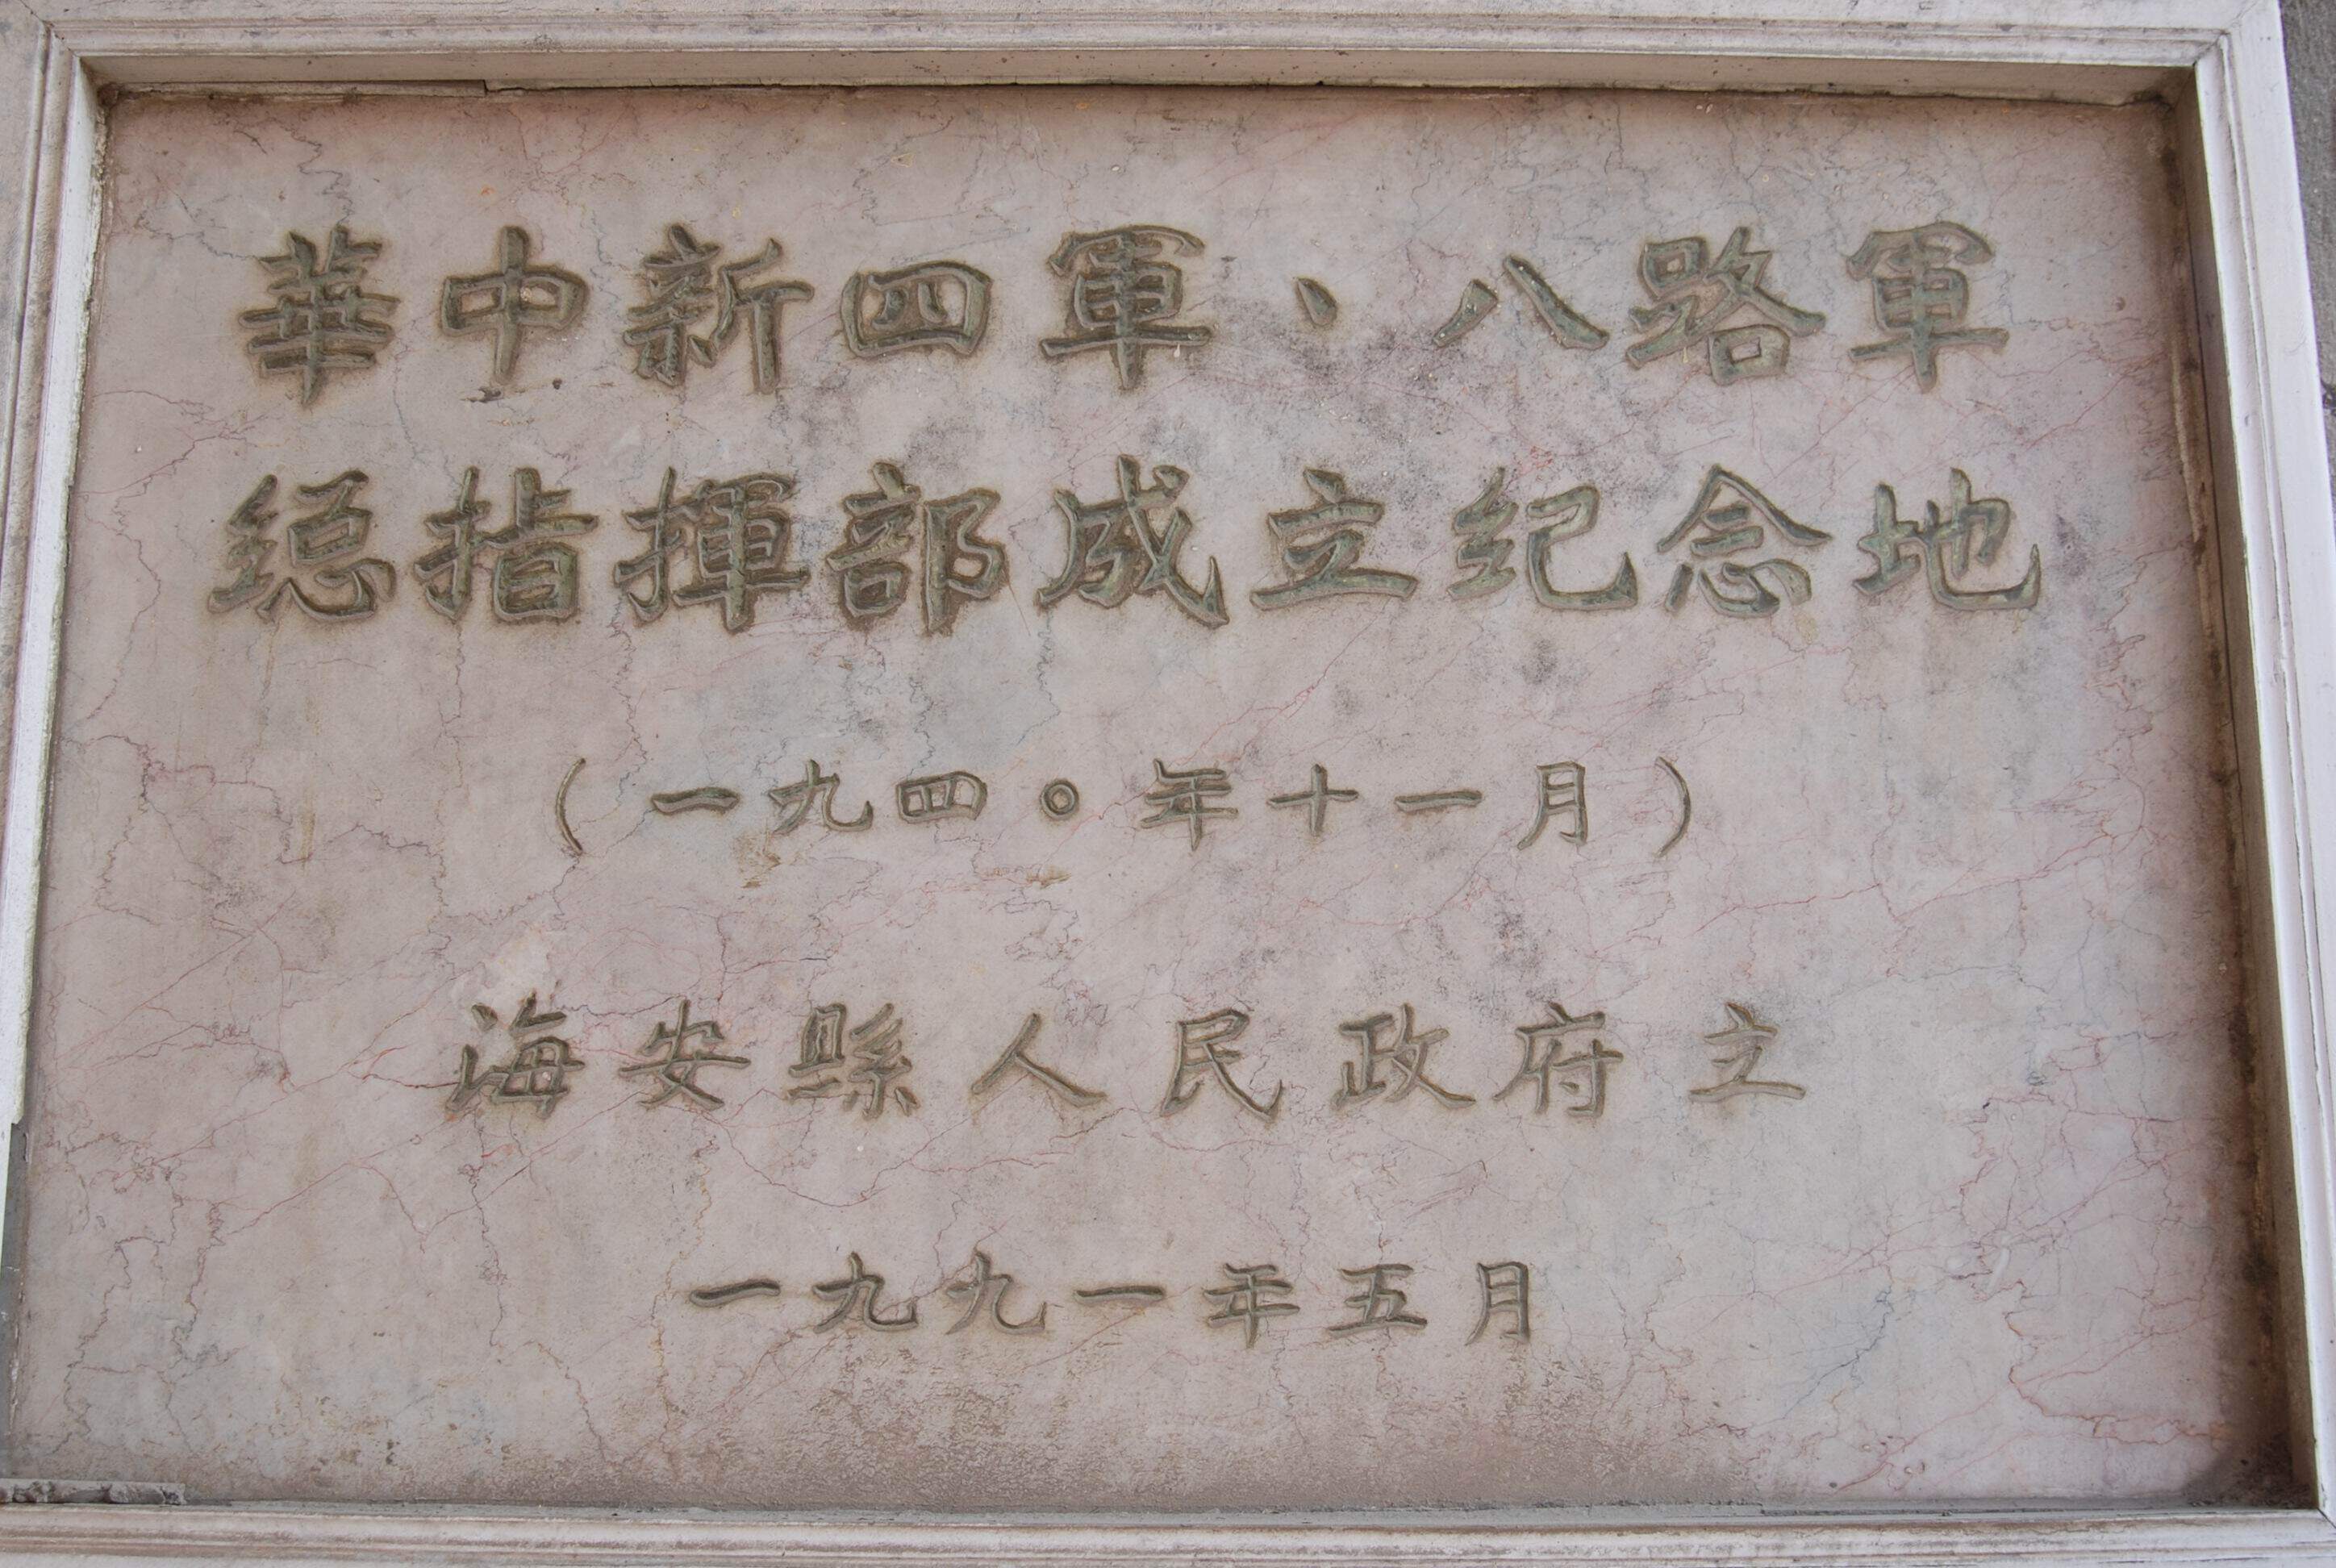 華中新四軍、八路軍
緫指揮部成立纪念地
(一九四〇年十一月)
海安縣人民政府立
一九九一年五月